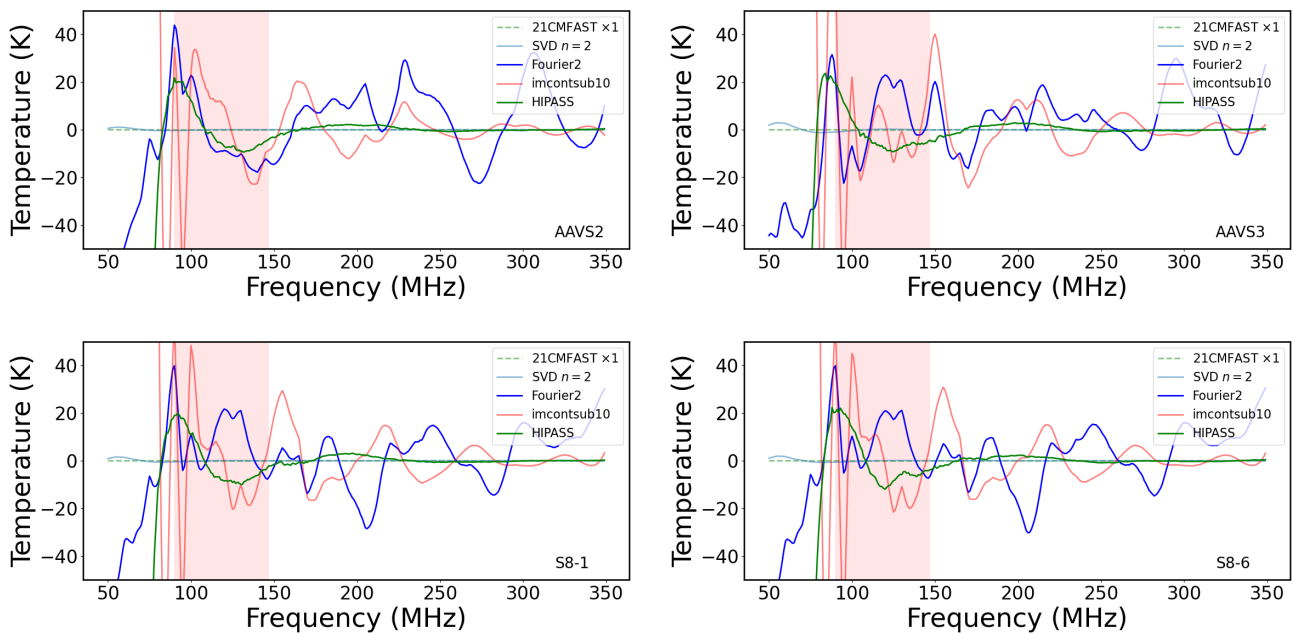 Temperature (K)
40
20
0
−20
−40
21CMFAST ×1
SVD n = 2
Fourier2
imcontsub10
HIPASS
AAVS2
50 100 150 200 250 300 350
Frequency (MHz)
Temperature (K)
40
20
0
−20
−40
21CMFAST ×1
SVD n = 2
Fourier2
imcontsub10
HIPASS
AAVS3
50 100 150 200 250 300 350
Frequency (MHz)
Temperature (K)
40
20
0
−20
−40
21CMFAST ×1
SVD n = 2
Fourier2
imcontsub10
HIPASS
S8-1
50 100 150 200 250 300 350
Frequency (MHz)
Temperature (K)
40
20
0
−20
−40
21CMFAST ×1
SVD n = 2
Fourier2
imcontsub10
HIPASS
S8-6
50 100 150 200 250 300 350
Frequency (MHz)